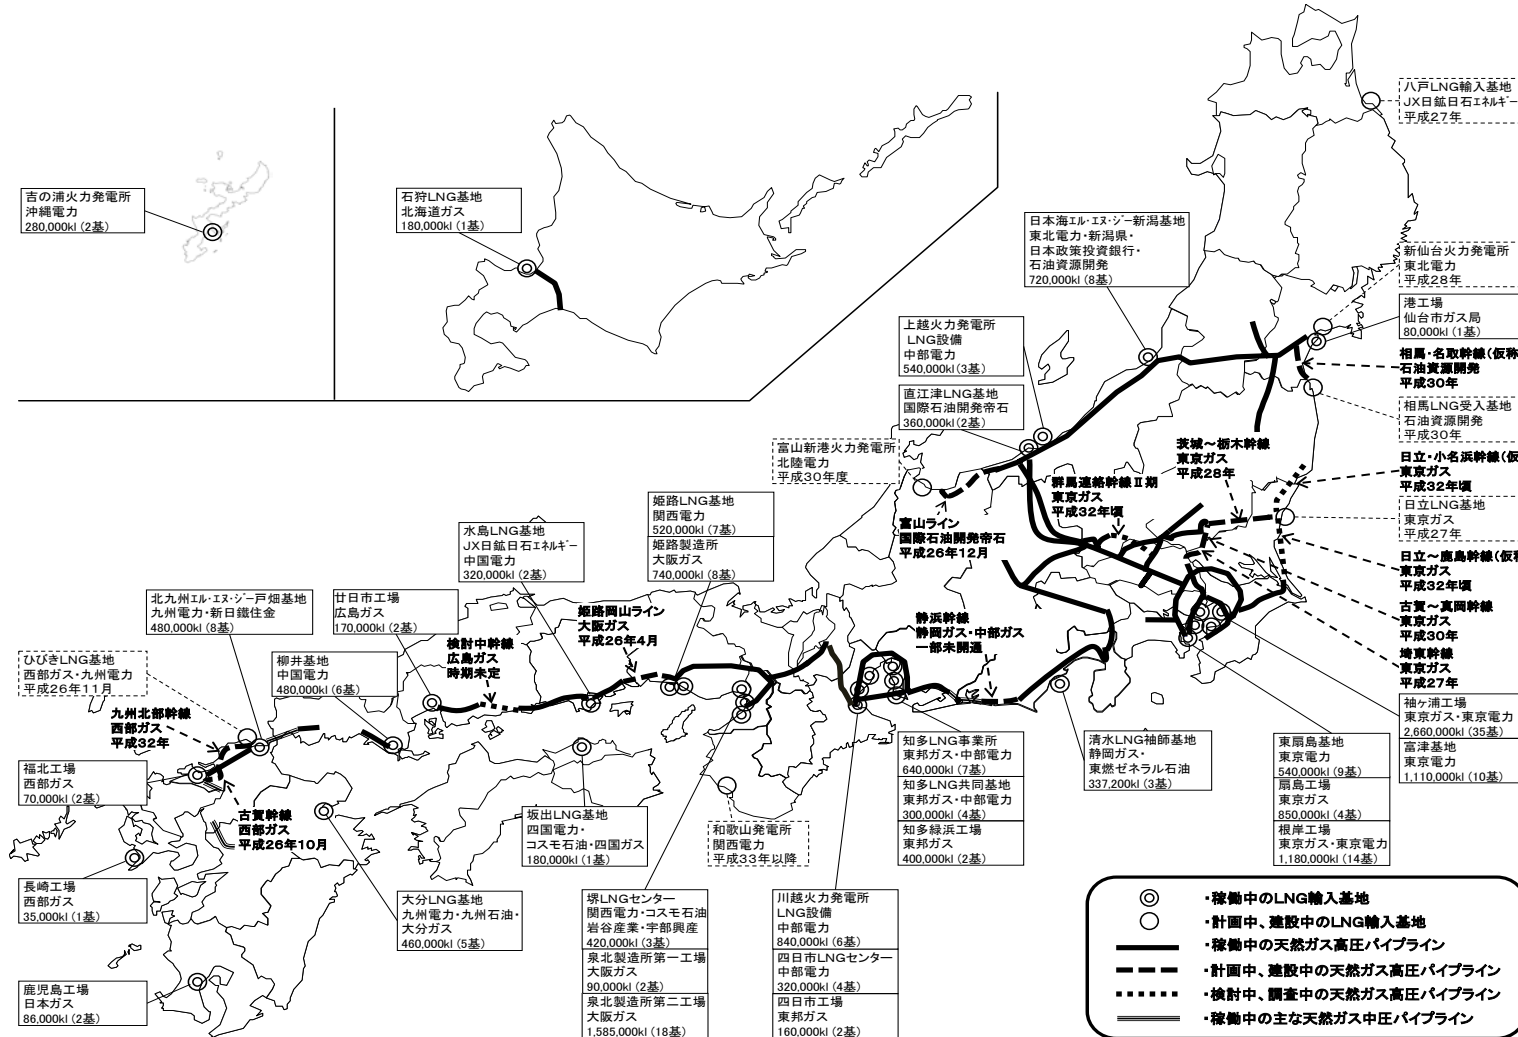 吉の浦火力発電所
沖縄電力
280,000kl (2基)
石狩LNG基地
北海道ガス
180,000kl (1基)
八戸LNG輸入基地
JX日鉱日石エネルギー
平成27年
日本海エル・エヌ・ジー新潟基地
東北電力・新潟県・
日本政策投資銀行・
石油資源開発
720,000kl (8基)
新仙台火力発電所
東北電力
平成28年
港工場
仙台市ガス局
80,000kl (1基)
上越火力発電所
LNG設備
中部電力
540,000kl (3基)
相馬・名取幹線(仮称
石油資源開発
平成30年
直江津LNG基地
国際石油開発帝石
360,000kl (2基)
相馬LNG受入基地
石油資源開発
平成30年
富山新港火力発電所
北陸電力
平成30年度
茨城～栃木幹線
東京ガス
平成28年
日立・小名浜幹線(仮
東京ガス
平成32年頃
群馬連絡幹線Ⅱ期
東京ガス
平成32年頃
日立LNG基地
東京ガス
平成27年
富山ライン
国際石油開発帝石
平成26年12月
日立～鹿島幹線(仮称
東京ガス
平成32年頃
姫路LNG基地
関西電力
520,000kl (7基)
姫路製造所
大阪ガス
740,000kl (8基)
水島LNG基地
JX日鉱日石エネルギー
中国電力
320,000kl (2基)
古賀～真岡幹線
東京ガス
平成30年
北九州エル・エヌ・ジー戸畑基地
九州電力・新日鐵住金
480,000kl (8基)
廿日市工場
広島ガス
170,000kl (2基)
姫路岡山ライン
大阪ガス
平成26年4月
静浜幹線
静岡ガス・中部ガス
一部未開通
検討中幹線
広島ガス
時期未定
埼東幹線
東京ガス
平成27年
ひびきLNG基地
西部ガス・九州電力
平成26年11月
柳井基地
中国電力
480,000kl (6基)
九州北部幹線
西部ガス
平成32年
袖ヶ浦工場
東京ガス・東京電力
2,660,000kl (35基)
富津基地
東京電力
1,110,000kl (10基)
福北工場
西部ガス
70,000kl (2基)
知多LNG事業所
東邦ガス・中部電力
640,000kl (7基)
知多LNG共同基地
東邦ガス・中部電力
300,000kl (4基)
知多緑浜工場
東邦ガス
400,000kl (2基)
清水LNG袖師基地
静岡ガス・
東燃ゼネラル石油
337,200kl (3基)
東扇島基地
東京電力
540,000kl (9基)
扇島工場
東京ガス
850,000kl (4基)
根岸工場
東京ガス・東京電力
1,180,000kl (14基)
古賀幹線
西部ガス
平成26年10月
坂出LNG基地
四国電力・
コスモ石油・四国ガス
180,000kl (1基)
和歌山発電所
関西電力
平成33年以降
長崎工場
西部ガス
35,000kl (1基)
大分LNG基地
九州電力・九州石油・
大分ガス
460,000kl (5基)
堺LNGセンター
関西電力・コスモ石油
岩谷産業・宇部興産
420,000kl (3基)
泉北製造所第一工場
大阪ガス
90,000kl (2基)
泉北製造所第二工場
大阪ガス
1,585,000kl (18基)
川越火力発電所
LNG設備
中部電力
840,000kl (6基)
四日市LNGセンター
中部電力
320,000kl (4基)
四日市工場
東邦ガス
160,000kl (2基)
鹿児島工場
日本ガス
86,000kl (2基)
・稼働中のLNG輸入基地
・計画中、建設中のLNG輸入基地
・稼働中の天然ガス高圧パイプライン
・計画中、建設中の天然ガス高圧パイプライン
・検討中、調査中の天然ガス高圧パイプライン
・稼働中の主な天然ガス中圧パイプライン